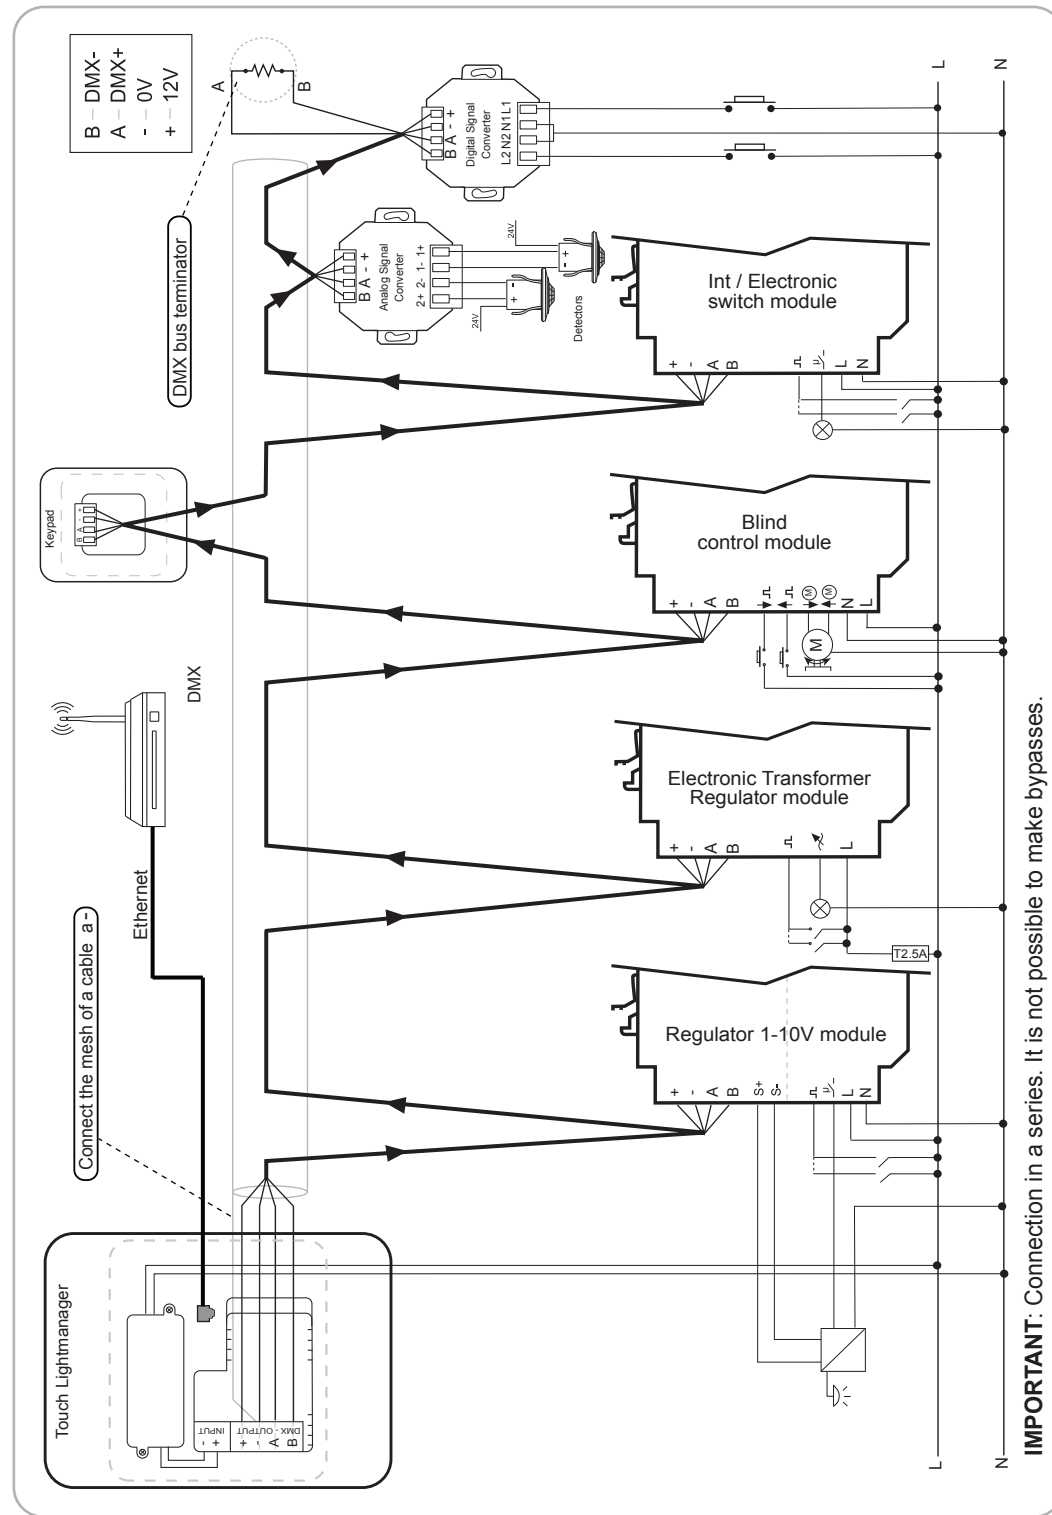 B – DMX-
A – DMX+
- – 0V
+ – 12V
A
B
DMX bus terminator
B A - +
Digital Signal
Converter
L2 N2 N1 L1
L
N
B A - +
Analog Signal
Converter
2+ 2- 1- 1+
24V
24V
+
-
-
+
Detectors
Int / Electronic
switch module
+
-
A
B
μ
L
N
Keypad
B A - +
Blind
control module
+
-
A
B
M
M
N
L
M
DMX
Ethernet
Connect the mesh of a cable a-
Electronic Transformer
Regulator module
+
-
A
B
L
T2.5A
Regulator 1-10V module
+
-
A
B
S+
S-
μ
L
N
Touch Lightmanager
INPUT
- +
DMX - OUTPUT
+
-
A
B
L
N
IMPORTANT: Connection in a series. It is not possible to make bypasses.